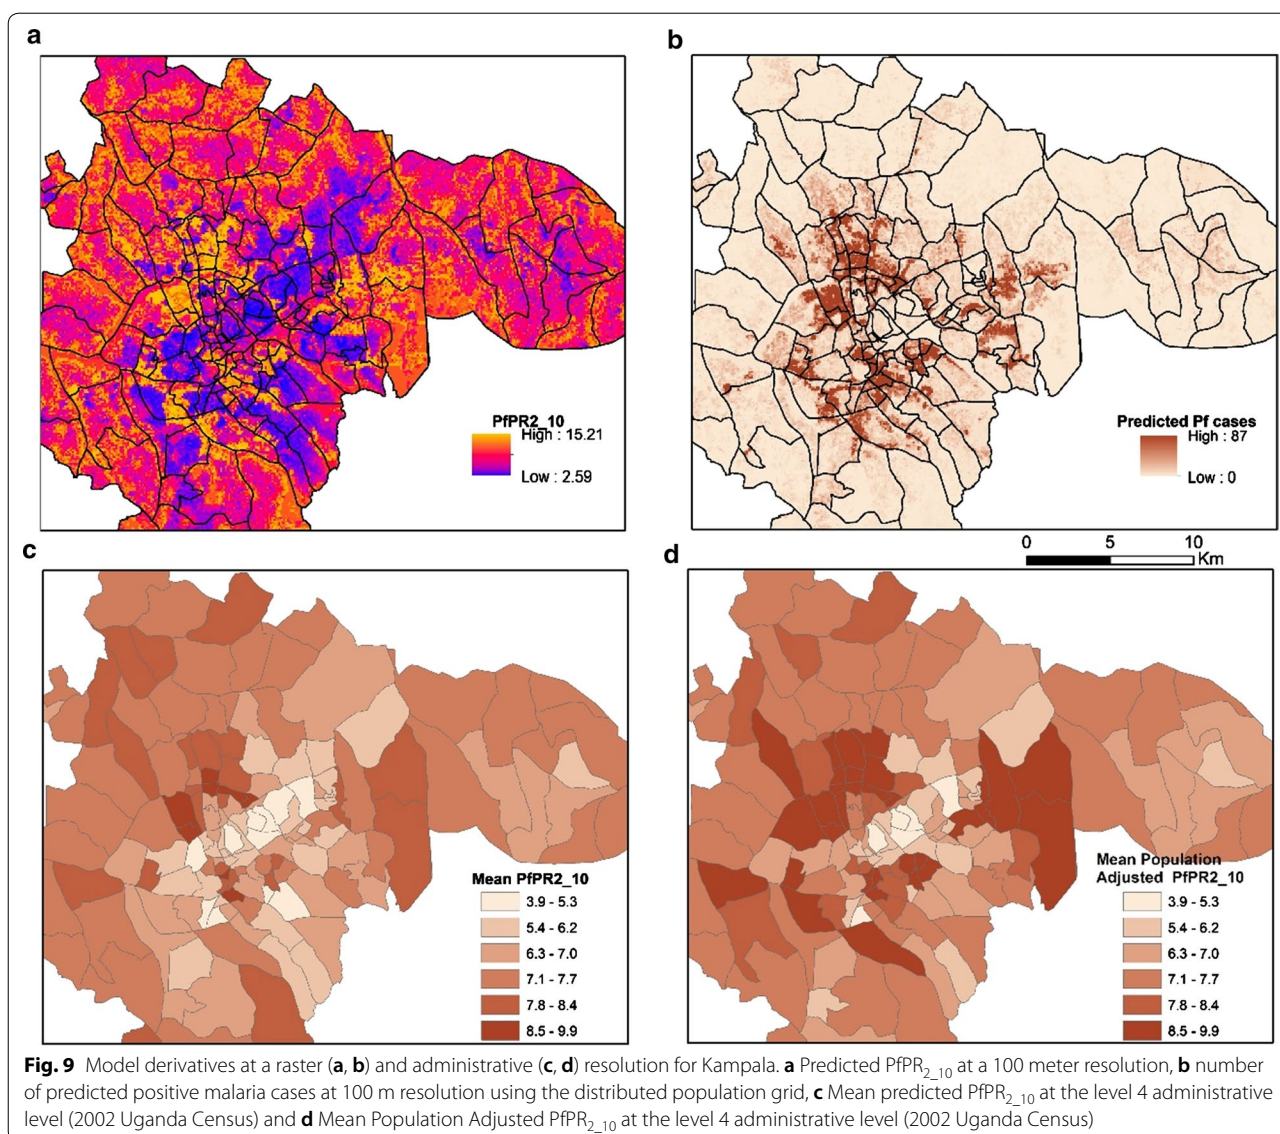 a
b
PfPR2_10
High : 15.21
Low : 2.59
Predicted Pf cases
High : 87
Low : 0
c
d
0 5 10
Km
Mean PfPR2_10
3.9 - 5.3
5.4 - 6.2
6.3 - 7.0
7.1 - 7.7
7.8 - 8.4
8.5 - 9.9
Mean Population
Adjusted PfPR2_10
3.9 - 5.3
5.4 - 6.2
6.3 - 7.0
7.1 - 7.7
7.8 - 8.4
8.5 - 9.9
Fig. 9 Model derivatives at a raster (a, b) and administrative (c, d) resolution for Kampala. a Predicted PfPR2_10 at a 100 meter resolution, b number
of predicted positive malaria cases at 100 m resolution using the distributed population grid, c Mean predicted PfPR2_10 at the level 4 administrative
level (2002 Uganda Census) and d Mean Population Adjusted PfPR2_10 at the level 4 administrative level (2002 Uganda Census)